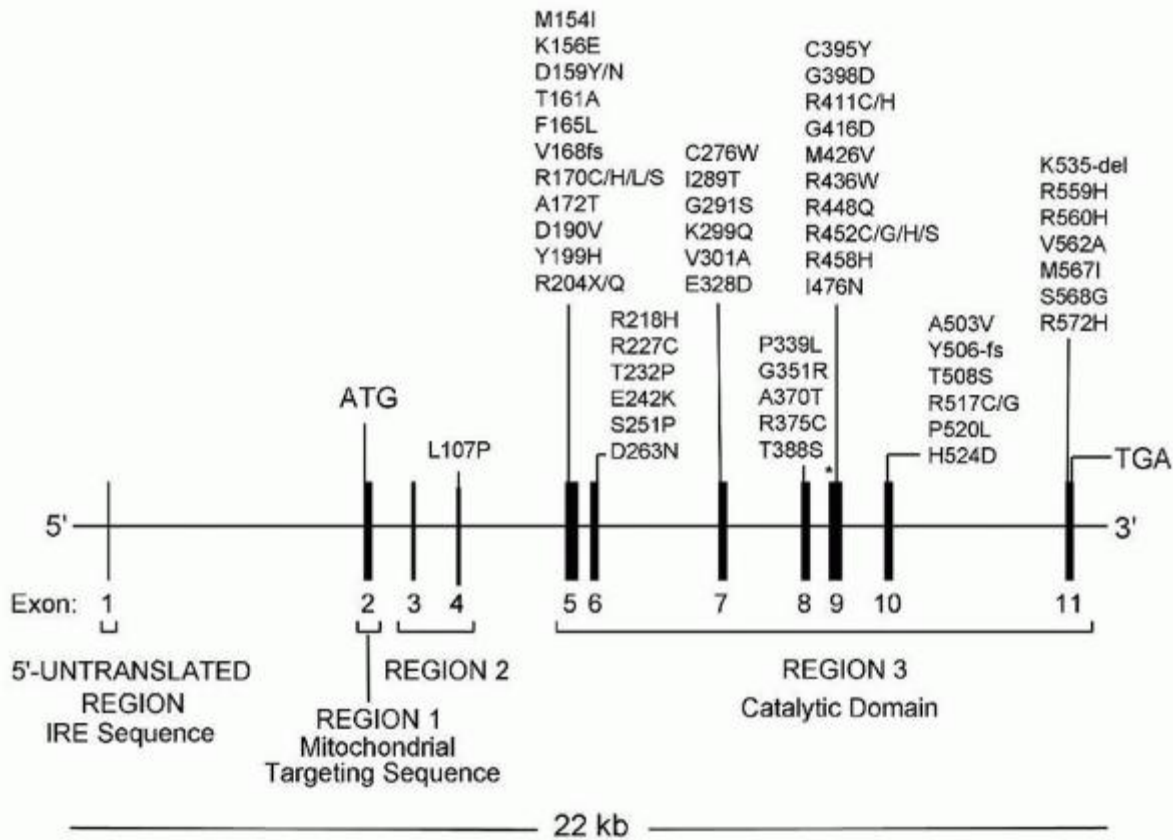 M154I
K156E
D159Y/N
T161A
F165L
V168fs
R170C/H/L/S
A172T
D190V
Y199H
R204X/Q
C276W
I289T
G291S
K299Q
V301A
E328D
C395Y
G398D
R411C/H
G416D
M426V
R436W
R448Q
R452C/G/H/S
R458H
I476N
K535-del
R559H
R560H
V562A
M567I
S568G
R572H
R218H
R227C
T232P
E242K
S251P
D263N
P339L
G351R
A370T
R375C
T388S
*
A503V
Y506-fs
T508S
R517C/G
P520L
H524D
ATG
L107P
TGA
5' 3'
Exon: 1 2 3 4 5 6 7 8 9 10 11
5'-UNTRANSLATED
REGION
IRE Sequence
REGION 1
Mitochondrial
Targeting Sequence
REGION 2
REGION 3
Catalytic Domain
22 kb